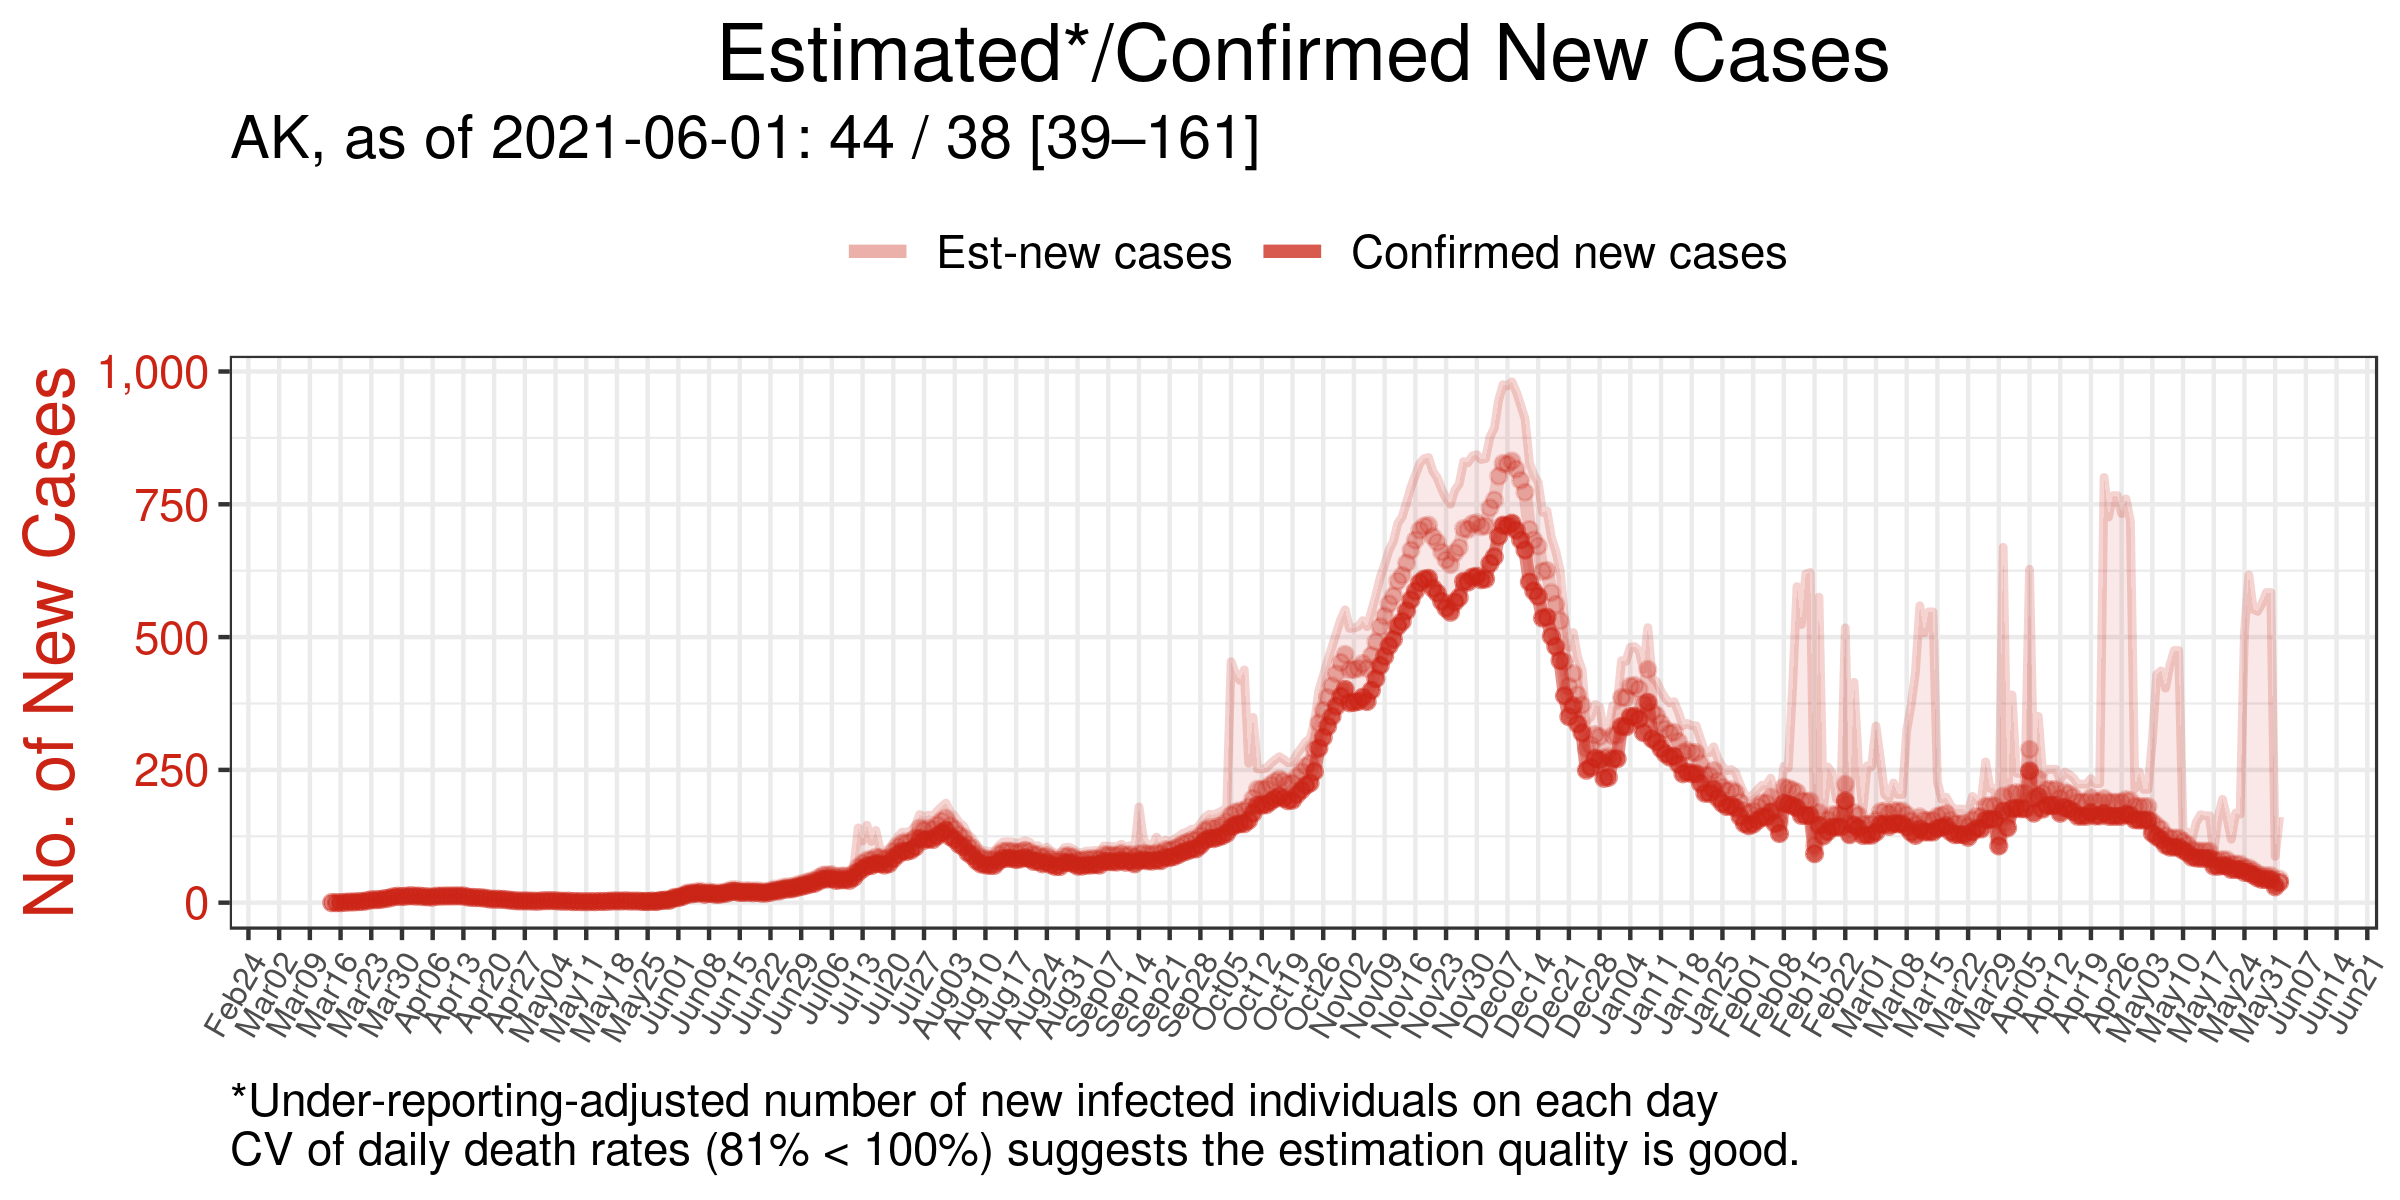 Estimated*/Confirmed New Cases
AK, as of 2021-06-01: 44 / 38 [39–161]
Est-new cases Confirmed new cases
No. of New Cases
1,000
750
500
250
0
Feb24 Mar02 Mar09 Mar16 Mar23 Mar30 Apr06 Apr13 Apr20 Apr27 May04 May11 May18 May25 Jun01 Jun08 Jun15 Jun22 Jun29 Jul06 Jul13 Jul20 Jul27 Aug03 Aug10 Aug17 Aug24 Aug31 Sep07 Sep14 Sep21 Sep28 Oct05 Oct12 Oct19 Oct26 Nov02 Nov09 Nov16 Nov23 Nov30 Dec07 Dec14 Dec21 Dec28 Jan04 Jan11 Jan18 Jan25 Feb01 Feb08 Feb15 Feb22 Mar01 Mar08 Mar15 Mar22 Mar29 Apr05 Apr12 Apr19 Apr26 May03 May10 May17 May24 May31 Jun07 Jun14 Jun21
*Under-reporting-adjusted number of new infected individuals on each day
CV of daily death rates (81% < 100%) suggests the estimation quality is good.